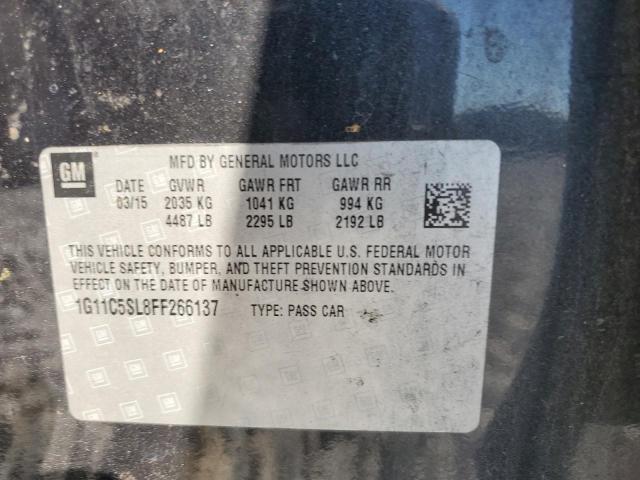 GM
MFD BY GENERAL MOTORS LLC
DATE GVWR GAWR FRT GAWR RR
03/15 2035 KG 1041 KG 994 KG
4487 LB 2295 LB 2192 LB
THIS VEHICLE CONFORMS TO ALL APPLICABLE U.S. FEDERAL MOTOR
VEHICLE SAFETY, BUMPER, AND THEFT PREVENTION STANDARDS IN
EFFECT ON THE DATE OF MANUFACTURE SHOWN ABOVE.
1G11C5SL8FF266137 TYPE: PASS CAR